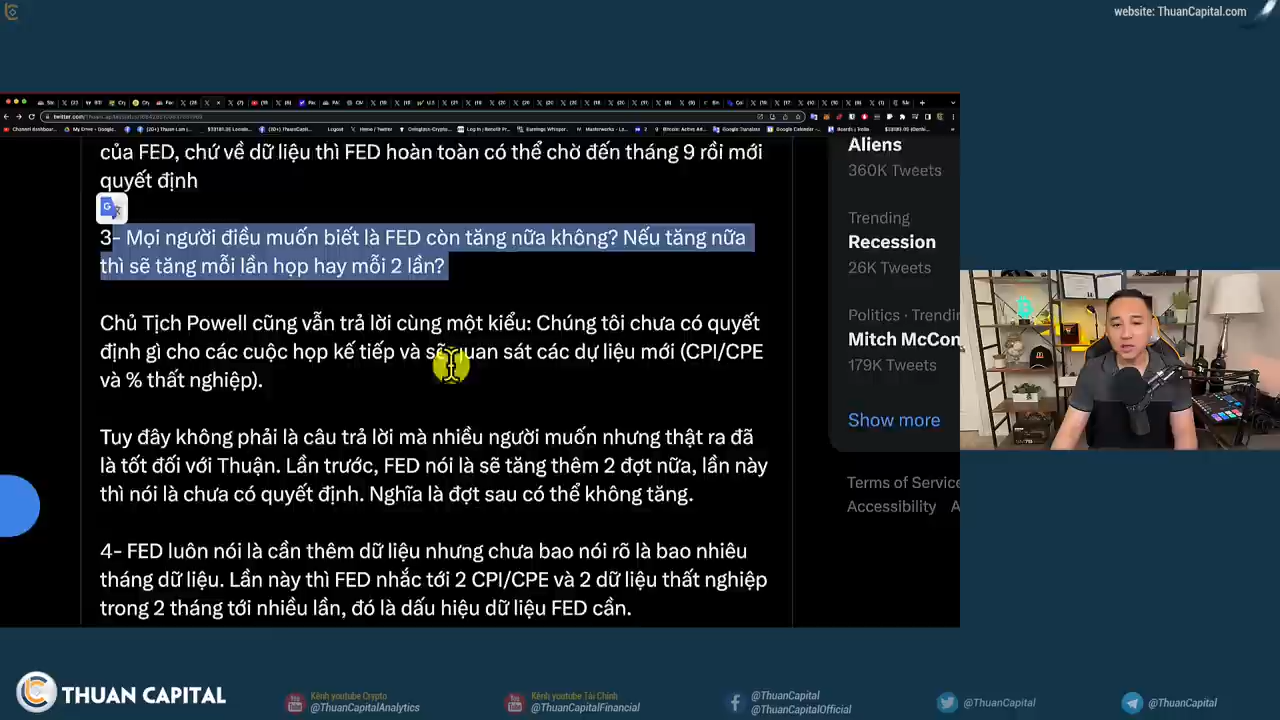 website: ThuanCapital.com
của FED, chứ về dữ liệu thì FED hoàn toàn có thể chờ đến tháng 9 rồi mới
quyết định
3- Mọi người điều muốn biết là FED còn tăng nữa không? Nếu tăng nữa
thì sẽ tăng mỗi lần họp hay mỗi 2 lần?
Chủ Tịch Powell cũng vẫn trả lời cùng một kiểu: Chúng tôi chưa có quyết
định gì cho các cuộc họp kế tiếp và sẽ quan sát các dự liệu mới (CPI/CPE
và % thất nghiệp).
Tuy đây không phải là câu trả lời mà nhiều người muốn nhưng thật ra đã
là tốt đối với Thuận. Lần trước, FED nói là sẽ tăng thêm 2 đợt nữa, lần này
thì nói là chưa có quyết định. Nghĩa là đợt sau có thể không tăng.
4- FED luôn nói là cần thêm dữ liệu nhưng chưa bao nói rõ là bao nhiêu
tháng dữ liệu. Lần này thì FED nhắc tới 2 CPI/CPE và 2 dữ liệu thất nghiệp
trong 2 tháng tới nhiều lần, đó là dấu hiệu dữ liệu FED cần.
Aliens
360K Tweets
Trending
Recession
26K Tweets
Politics · Trending
Mitch McCon
179K Tweets
Show more
Terms of Service
Accessibility A
THUAN CAPITAL
Kênh youtube Crypto
@ThuanCapitalAnalytics
Kênh youtube Tài Chính
@ThuanCapitalFinancial
@ThuanCapital
@ThuanCapitalOfficial
@ThuanCapital
@ThuanCapital